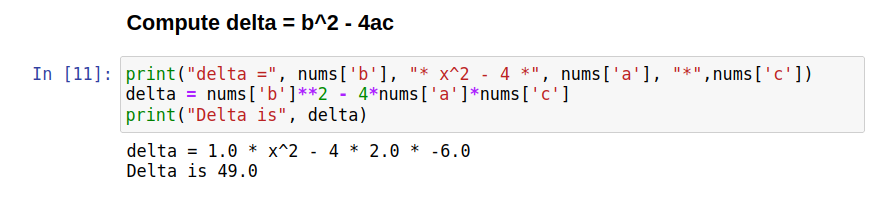 Compute delta = b^2 - 4ac
In [11]: print("delta =", nums['b'], "* x^2 - 4 *", nums['a'], "*",nums['c'])
delta = nums['b']**2 - 4*nums['a']*nums['c']
print("Delta is", delta)
delta = 1.0 * x^2 - 4 * 2.0 * -6.0
Delta is 49.0